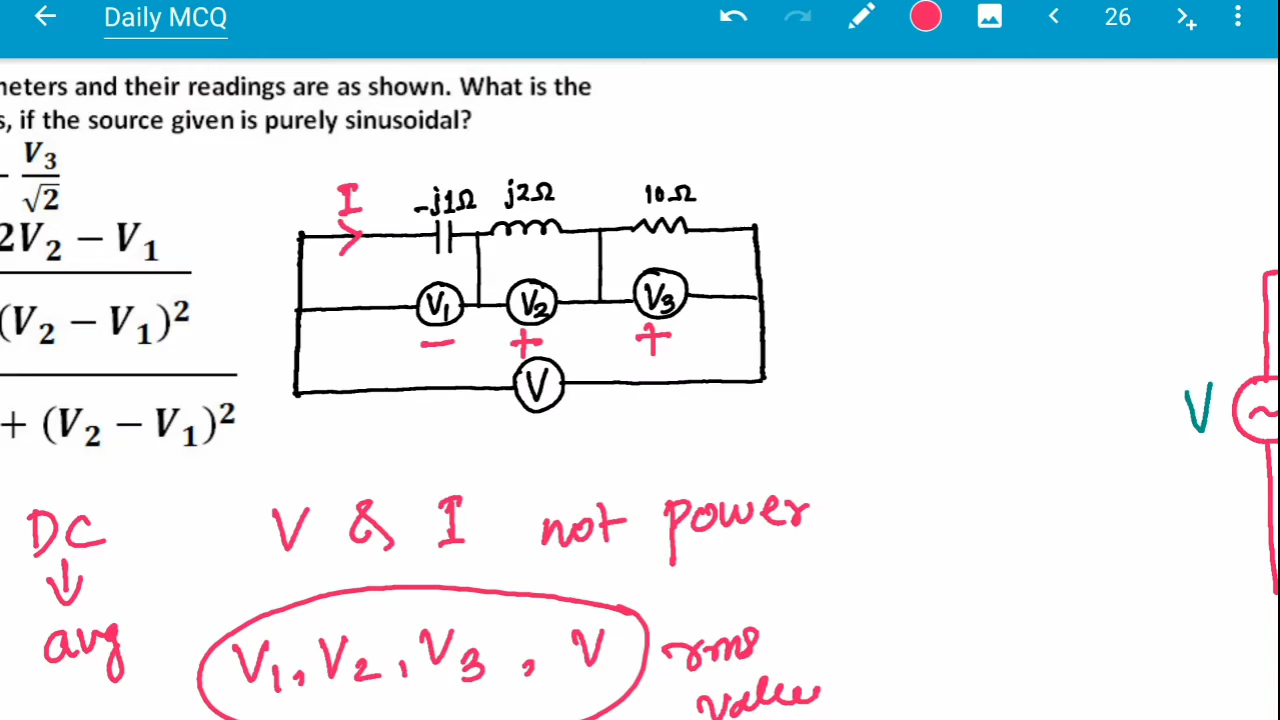 Daily MCQ
26
neters and their readings are as shown. What is the
s, if the source given is purely sinusoidal?
- V3/√2
2V2 − V1
(V2 − V1)²
+ (V2 − V1)²
I
-j1Ω j2Ω 10Ω
V1 V2 V3
− + +
V
V
DC
avg
V & I not power
V1, V2, V3, V rms
value